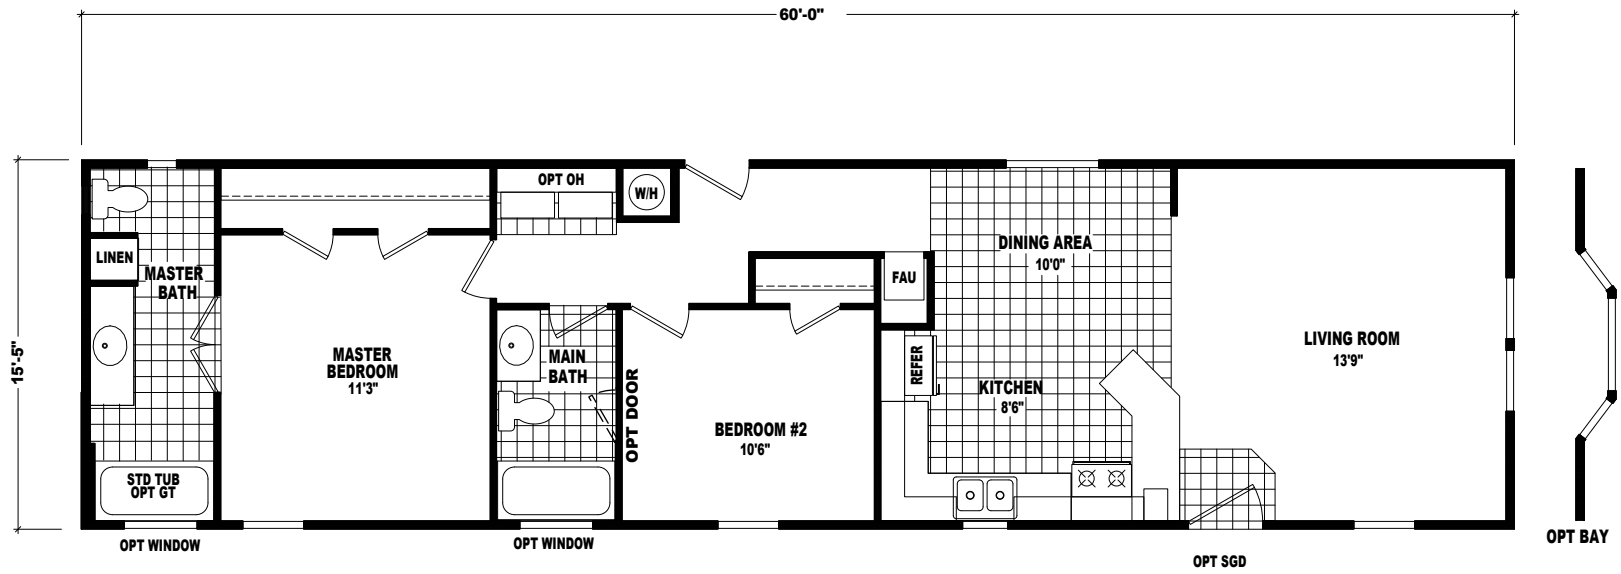 60'-0"
15'-5"
OPT OH
W/H
LINEN
MASTER
BATH
DINING AREA
10'0"
FAU
MASTER
BEDROOM
11'3"
MAIN
BATH
OPT DOOR
REFER
KITCHEN
8'6"
LIVING ROOM
13'9"
BEDROOM #2
10'6"
STD TUB
OPT GT
OPT WINDOW
OPT WINDOW
OPT SGD
OPT BAY